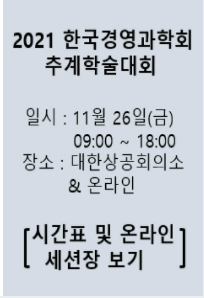 2021 한국경영과학회
추계학술대회
일시 : 11월 26일(금)
09:00 ~ 18:00
장소 : 대한상공회의소
& 온라인
[시간표 및 온라인
세션장 보기]